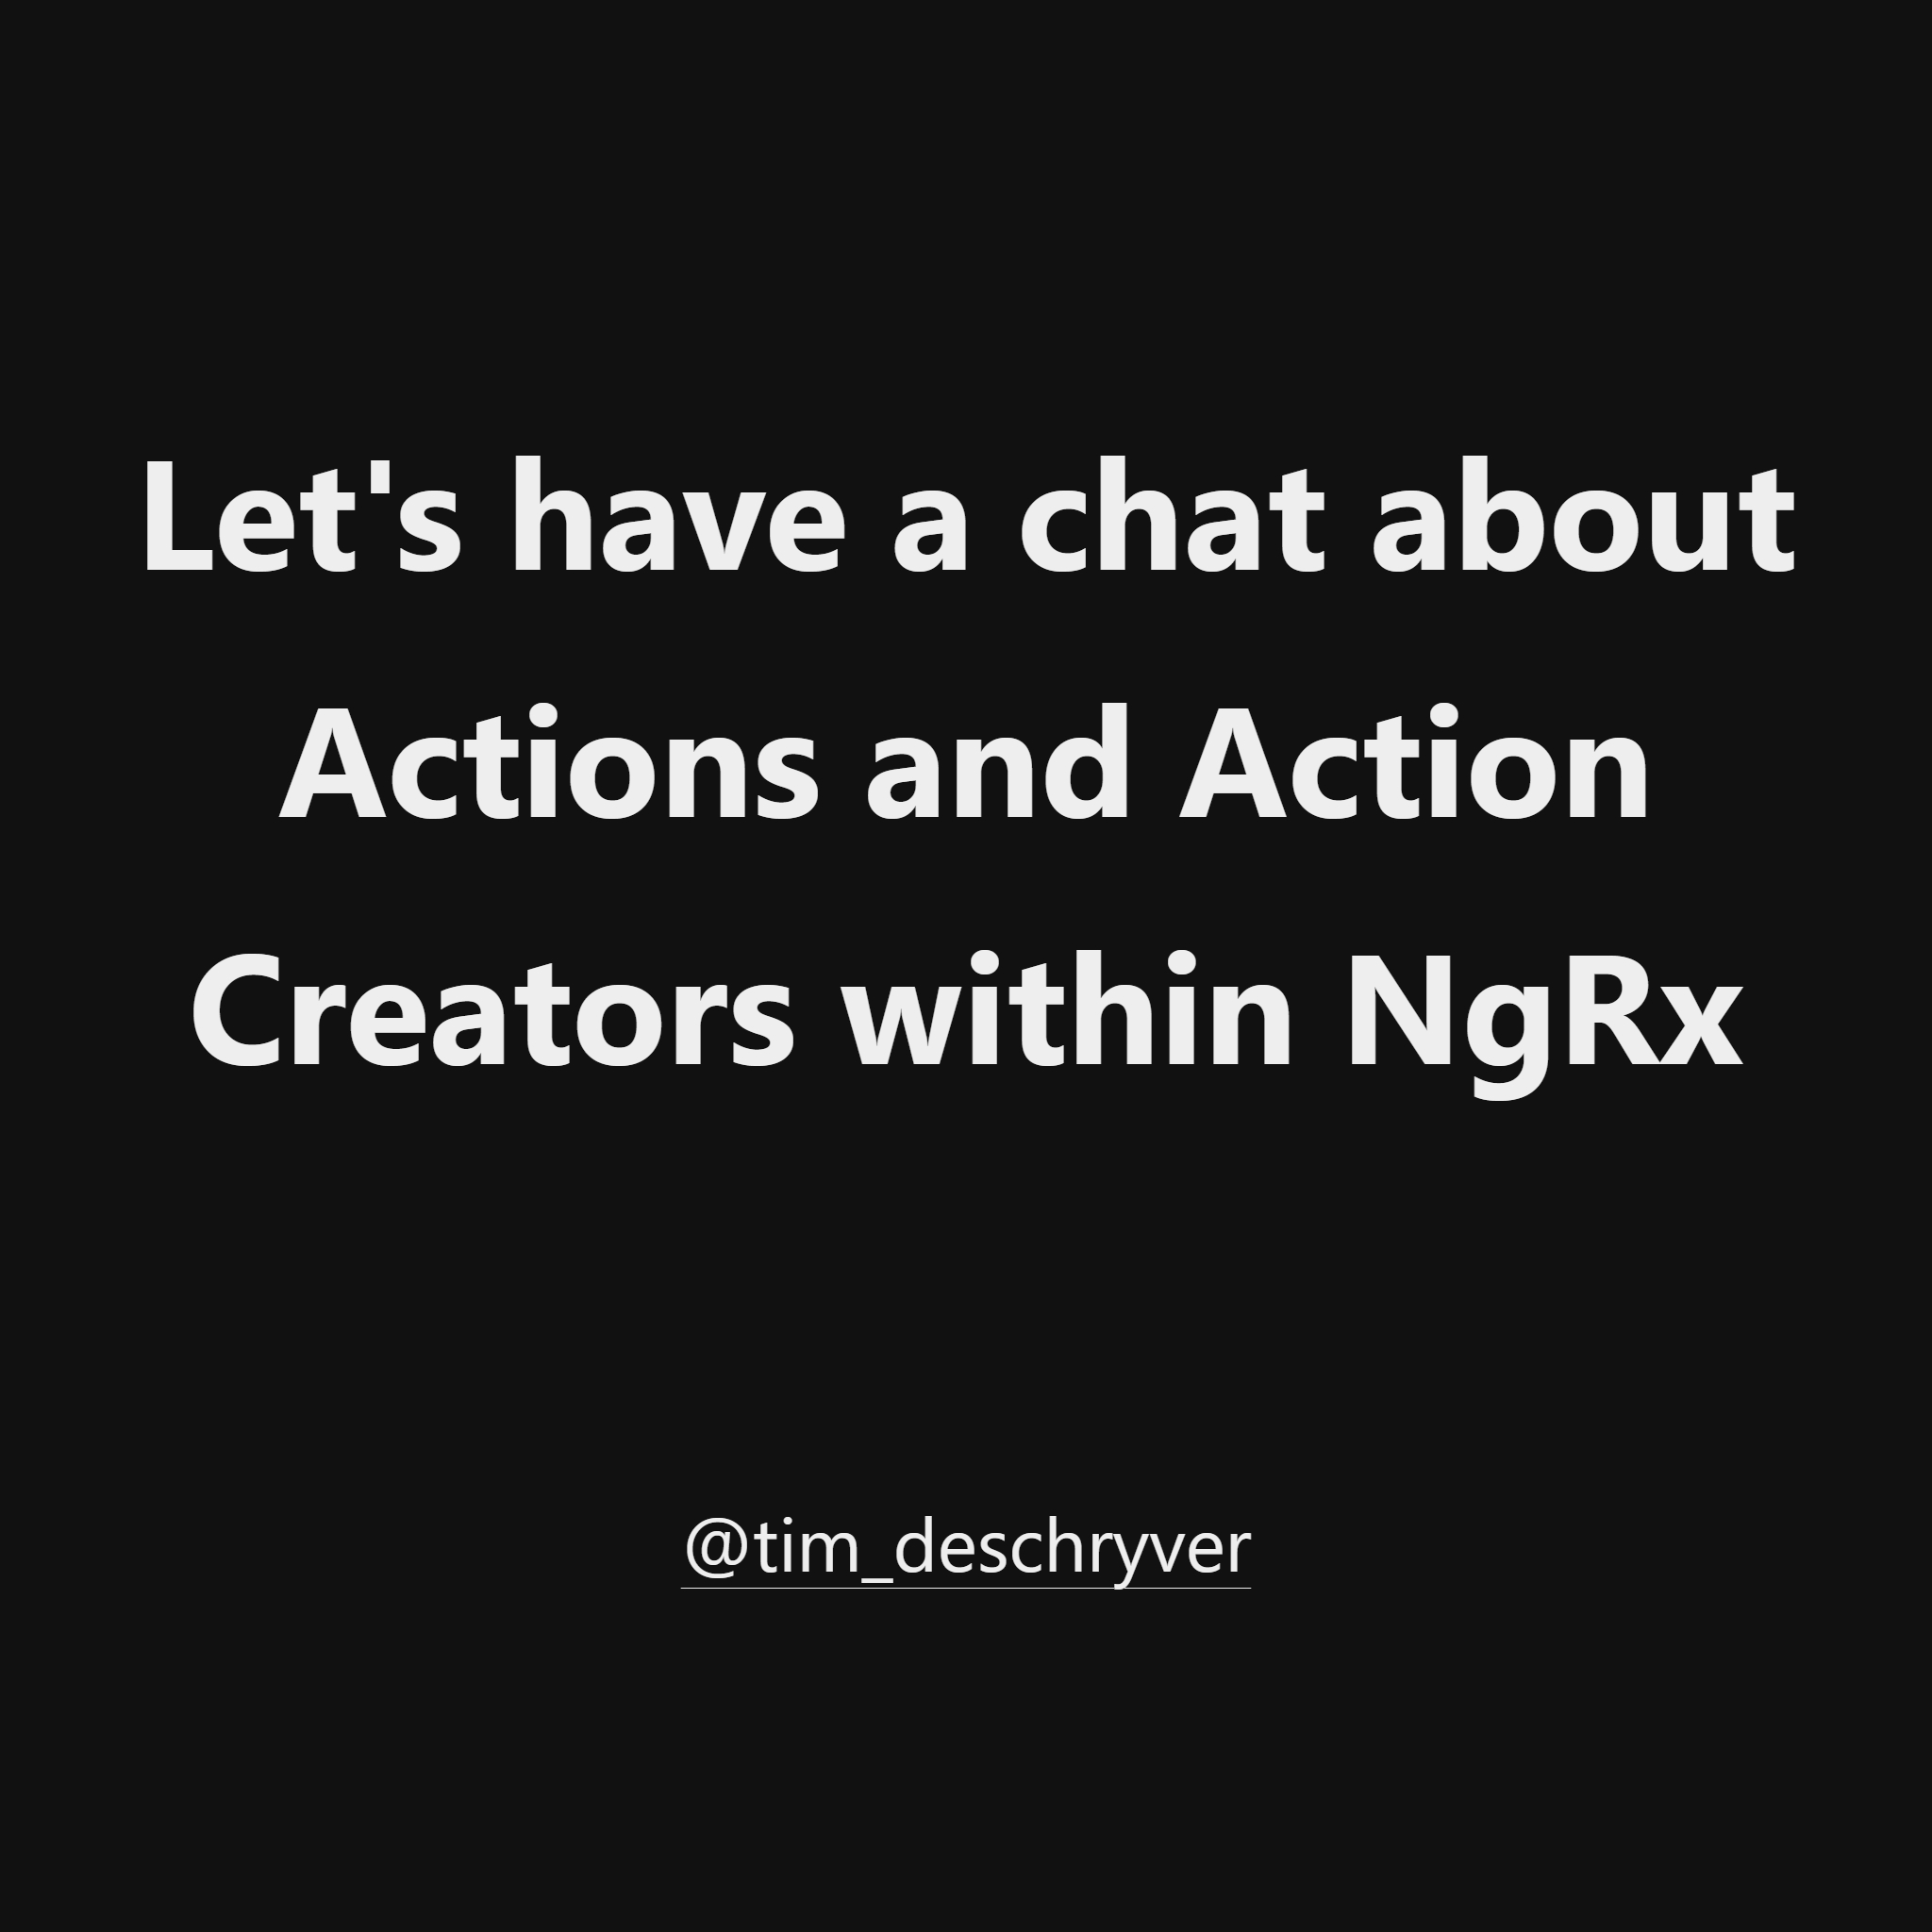 Let's have a chat about
Actions and Action
Creators within NgRx
@tim_deschryver